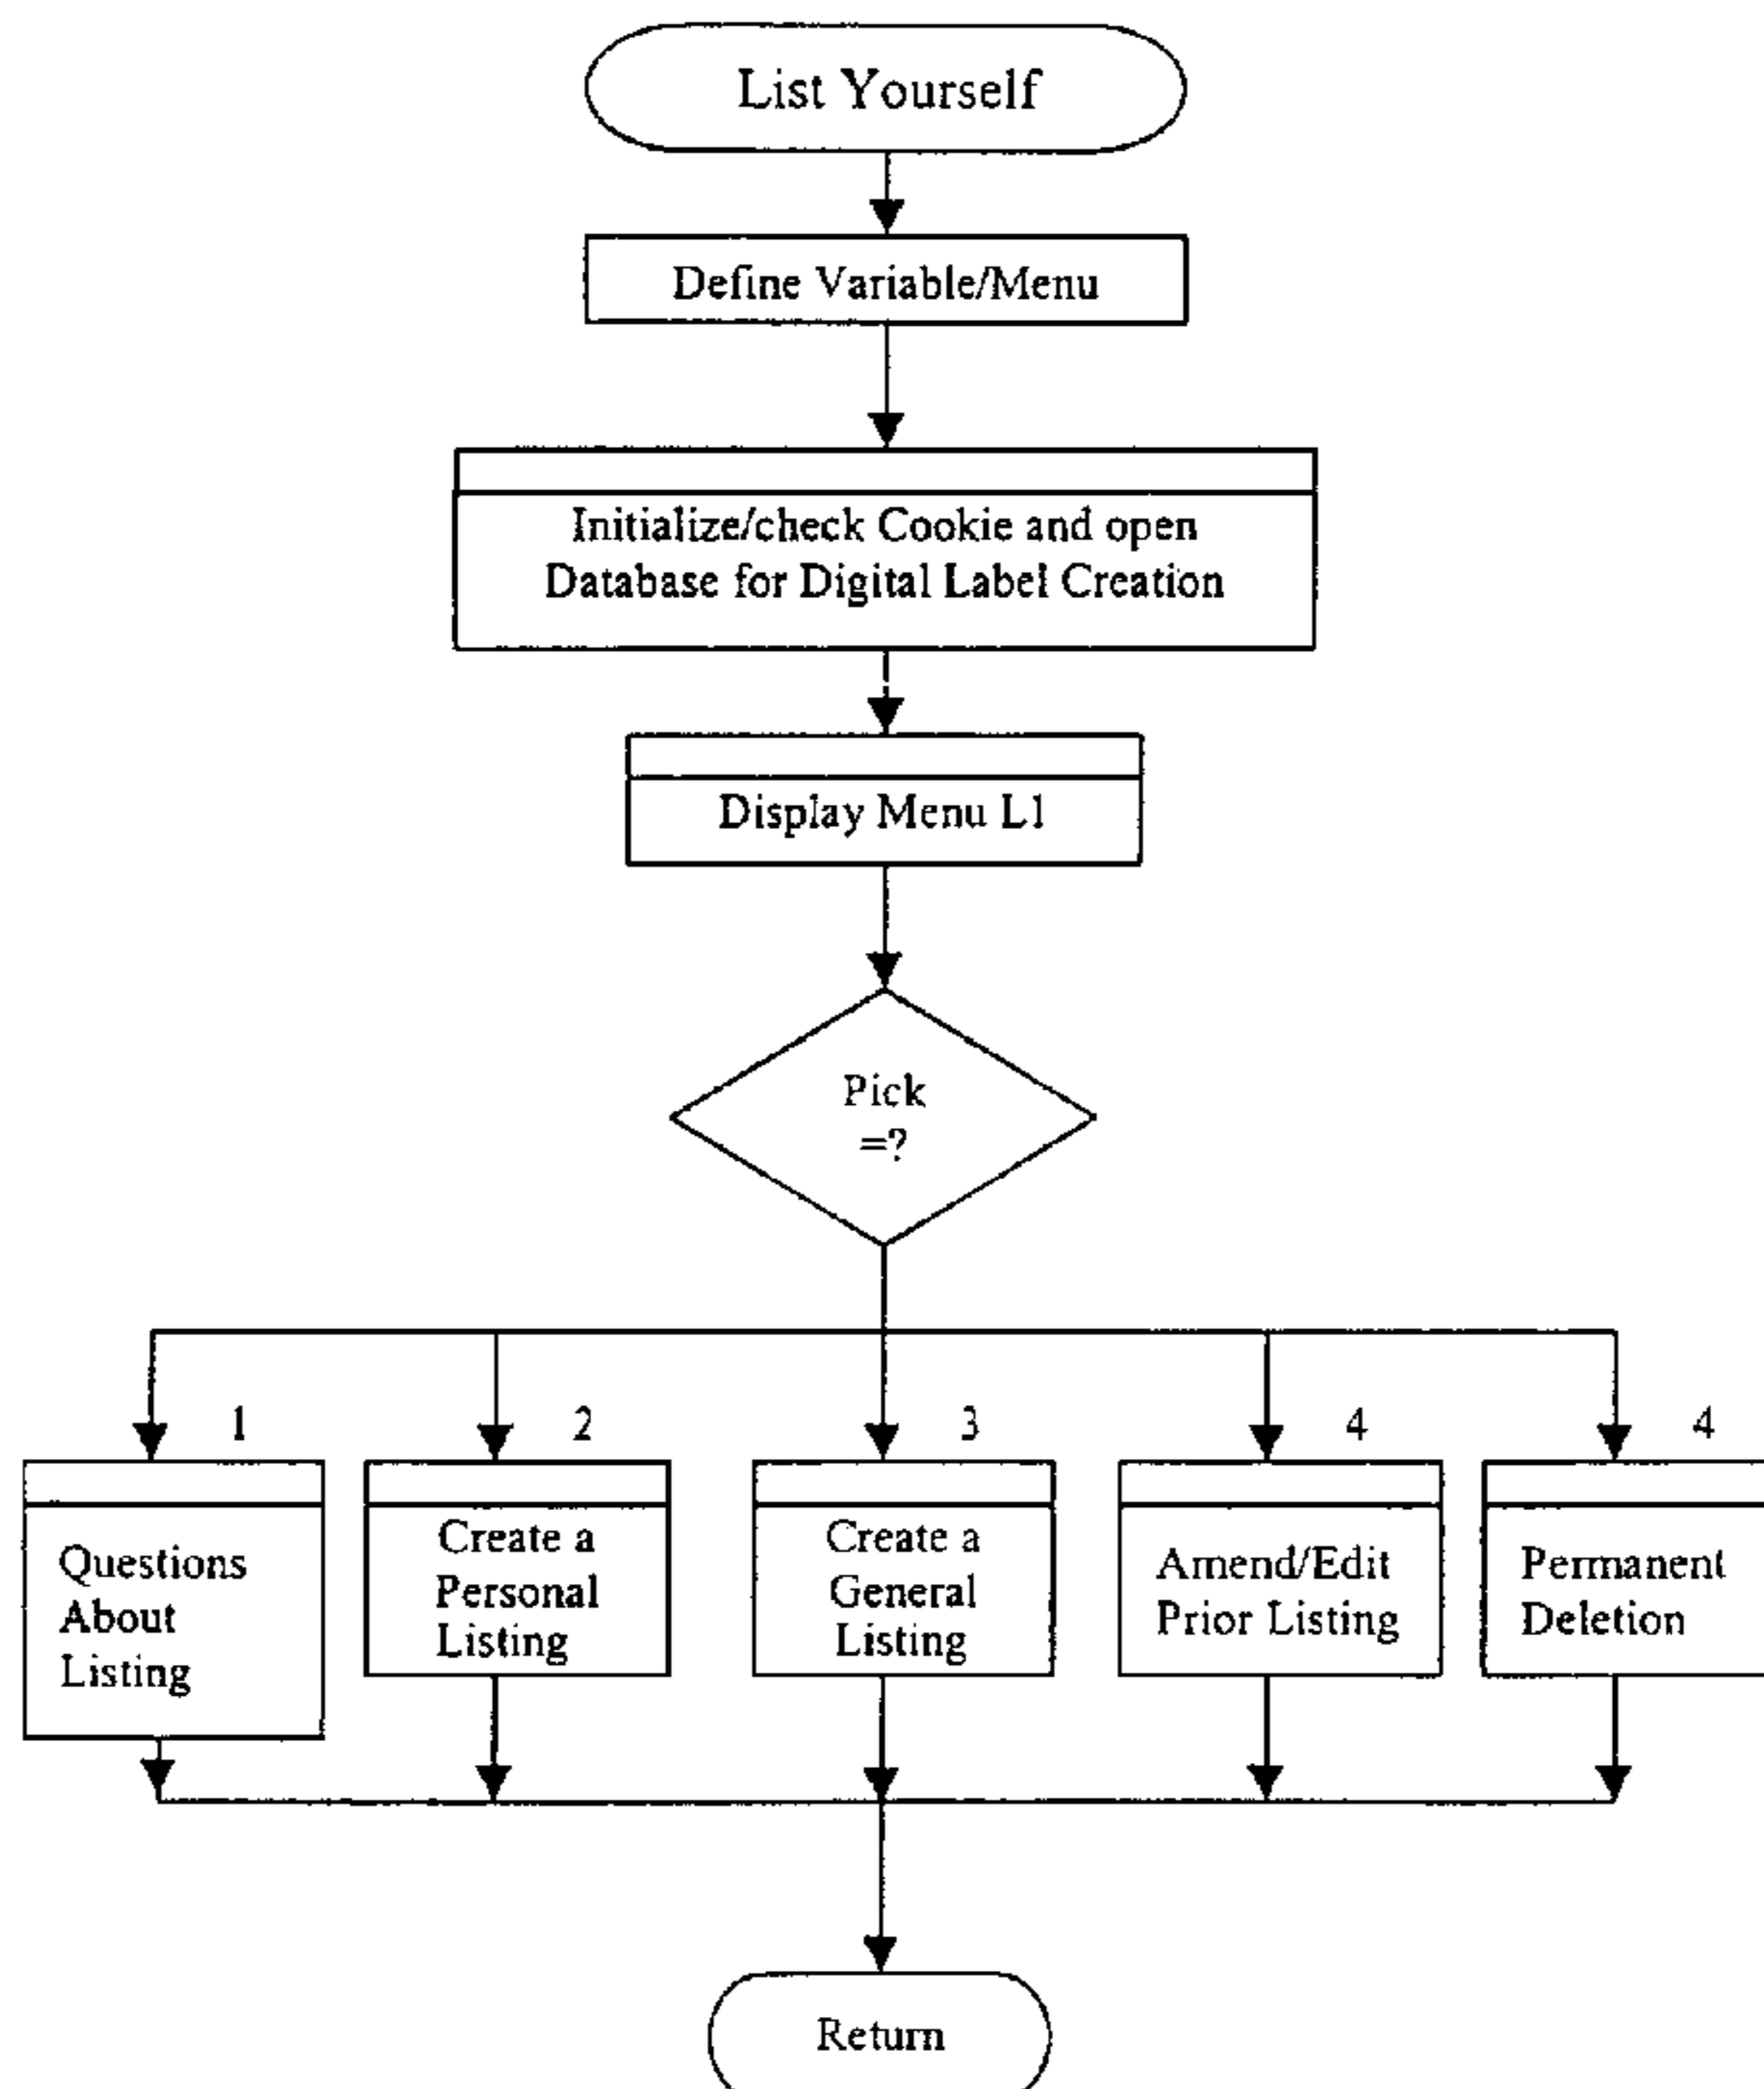 List Yourself
Define Variable/Menu
Initialize/check Cookie and open
Database for Digital Label Creation
Display Menu L1
Pick
=?
1
2
3
4
4
Questions
About
Listing
Create a
Personal
Listing
Create a
General
Listing
Amend/Edit
Prior Listing
Permanent
Deletion
Return